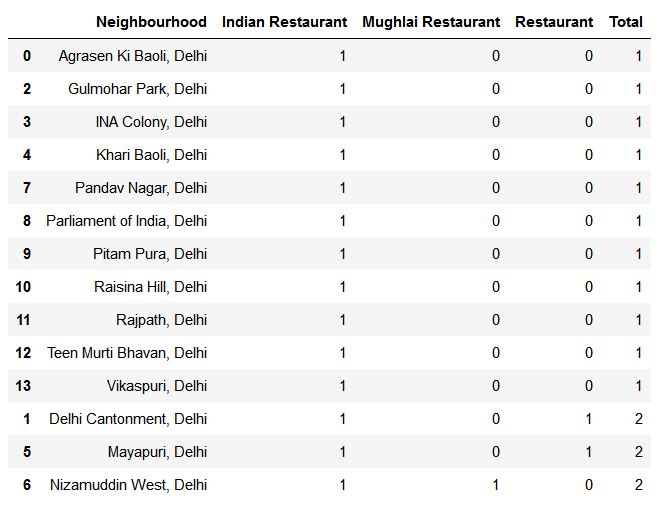 Neighbourhood Indian Restaurant Mughlai Restaurant Restaurant Total
0 Agrasen Ki Baoli, Delhi 1 0 0 1
2 Gulmohar Park, Delhi 1 0 0 1
3 INA Colony, Delhi 1 0 0 1
4 Khari Baoli, Delhi 1 0 0 1
7 Pandav Nagar, Delhi 1 0 0 1
8 Parliament of India, Delhi 1 0 0 1
9 Pitam Pura, Delhi 1 0 0 1
10 Raisina Hill, Delhi 1 0 0 1
11 Rajpath, Delhi 1 0 0 1
12 Teen Murti Bhavan, Delhi 1 0 0 1
13 Vikaspuri, Delhi 1 0 0 1
1 Delhi Cantonment, Delhi 1 0 1 2
5 Mayapuri, Delhi 1 0 1 2
6 Nizamuddin West, Delhi 1 1 0 2